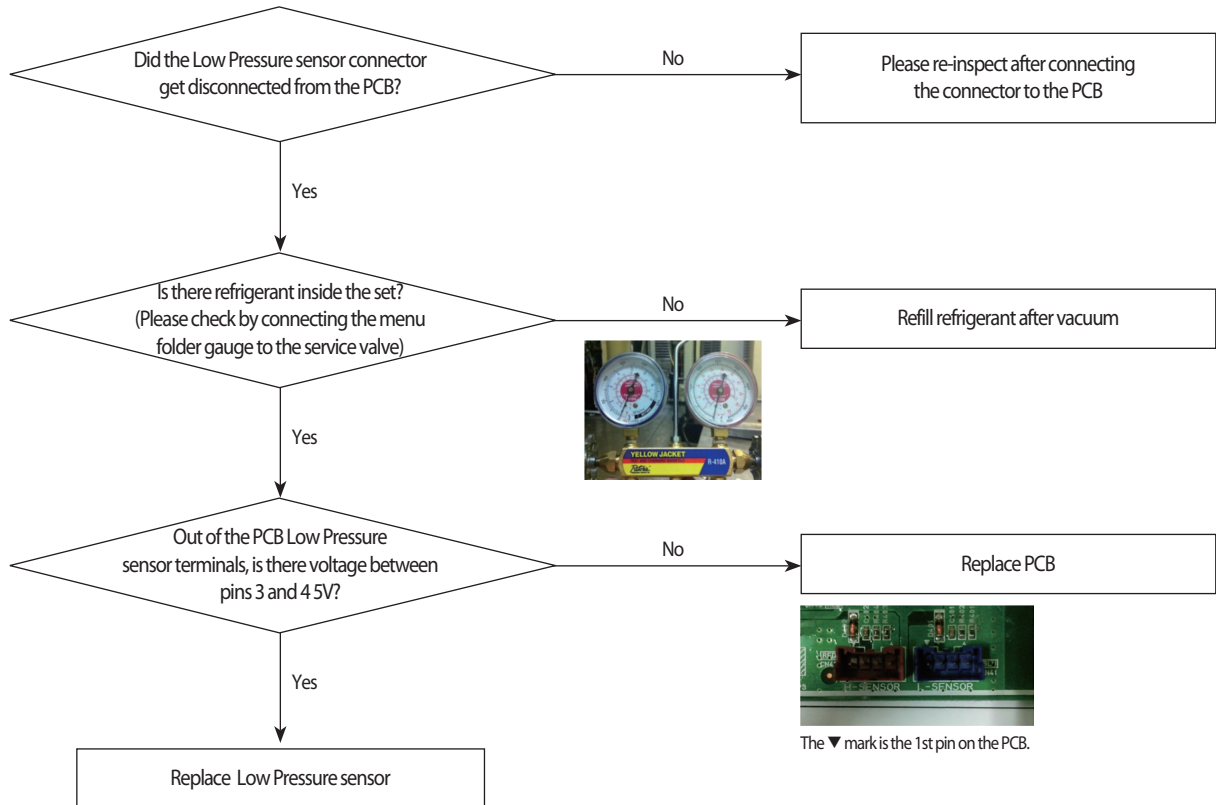 Did the Low Pressure sensor connector
get disconnected from the PCB?
No
Please re-inspect after connecting
the connector to the PCB
Yes
Is there refrigerant inside the set?
(Please check by connecting the menu
folder gauge to the service valve)
No
Refill refrigerant after vacuum
YELLOW JACKET
R-410A
Yes
Out of the PCB Low Pressure
sensor terminals, is there voltage between
pins 3 and 4 5V?
No
Replace PCB
H-SENSOR
L-SENSOR
The ▼ mark is the 1st pin on the PCB.
Yes
Replace Low Pressure sensor